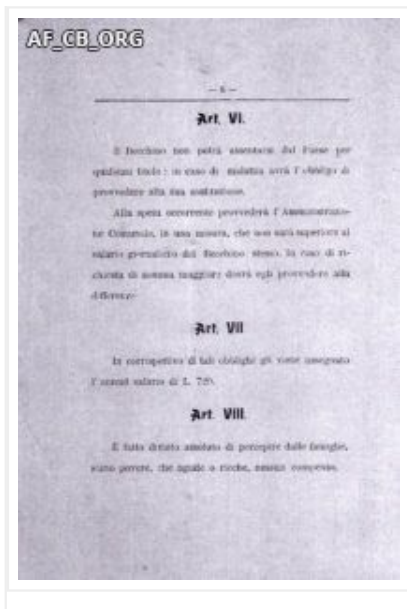 AF_CB_ORG
— 6 —
Art. VI.
Il Becchino non potrà assentarsi dal Paese per
qualsiasi titolo: in caso di malattia avrà l'obbligo di
provvedere alla sua sostituzione.
Alla spesa occorrente provvederà l'Amministrazio-
ne Comunale, in una misura, che non sarà superiore al
salario giornaliero del Becchino stesso. In caso di ri-
chiesta di somma maggiore dovrà egli provvedere alla
differenza
Art. VII
In corrispettivo di tali obblighi gli viene assegnato
l'annual salario di L.
Art. VIII.
È fatto divieto assoluto di percepire dalle famiglie,
siano povere, che agiate o ricche, nessun compenso.